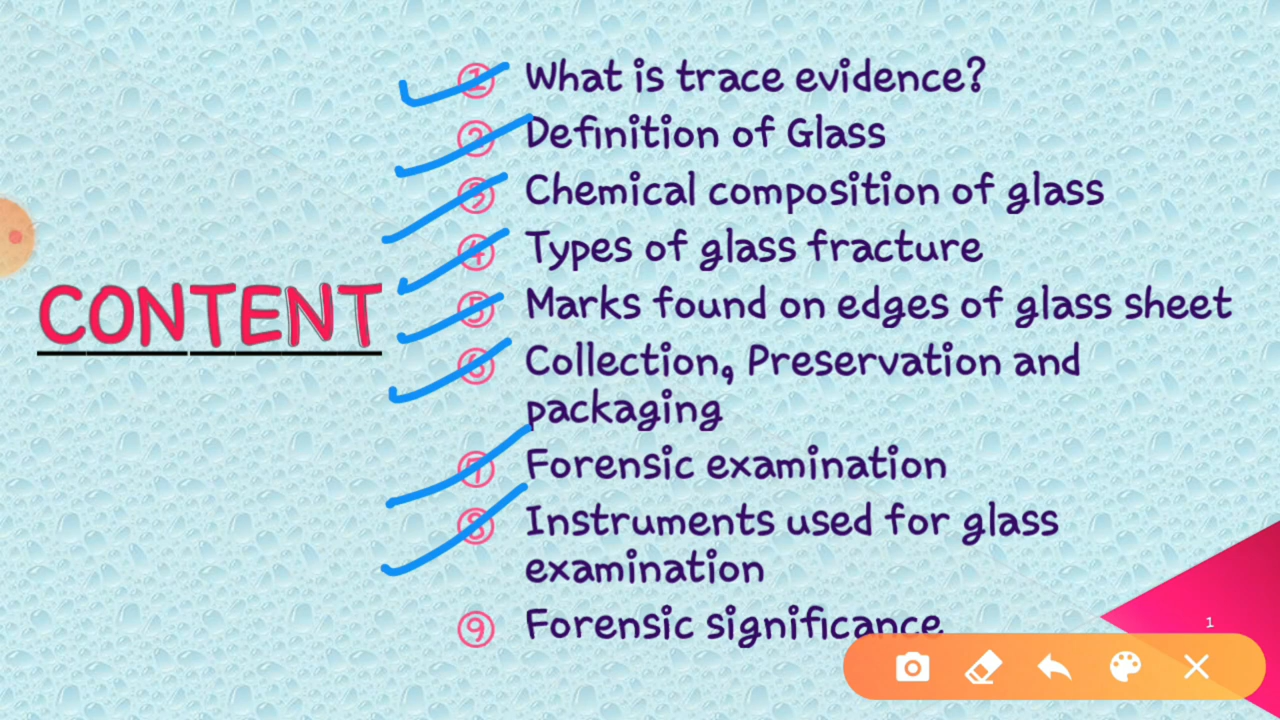 CONTENT
① What is trace evidence?
② Definition of Glass
③ Chemical composition of glass
④ Types of glass fracture
⑤ Marks found on edges of glass sheet
⑥ Collection, Preservation and
packaging
⑦ Forensic examination
⑧ Instruments used for glass
examination
⑨ Forensic significance
1